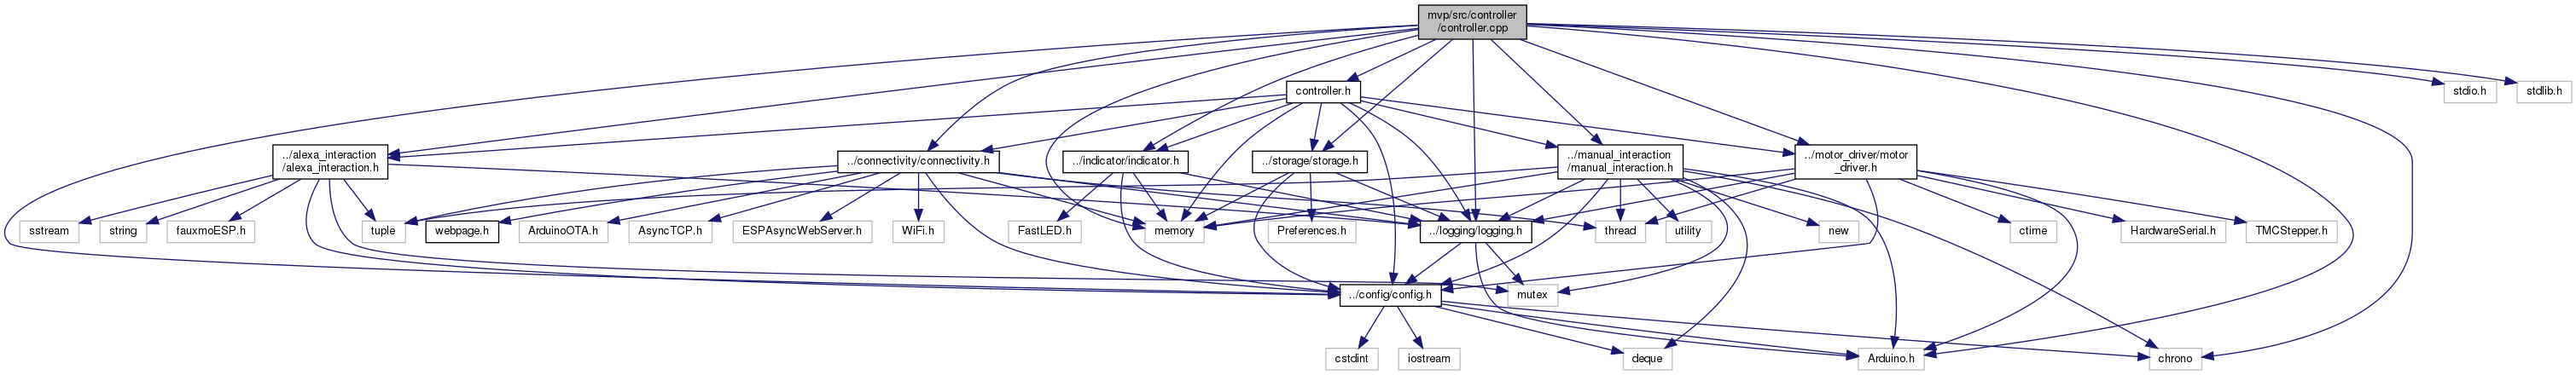 mvp/src/controller
/controller.cpp
controller.h
stdio.h
stdlib.h
../alexa_interaction
/alexa_interaction.h
../connectivity/connectivity.h
../indicator/indicator.h
../storage/storage.h
../manual_interaction
/manual_interaction.h
../motor_driver/motor
_driver.h
sstream
string
fauxmoESP.h
tuple
webpage.h
ArduinoOTA.h
AsyncTCP.h
ESPAsyncWebServer.h
WiFi.h
FastLED.h
memory
Preferences.h
../logging/logging.h
thread
utility
new
ctime
HardwareSerial.h
TMCStepper.h
../config/config.h
mutex
cstdint
iostream
deque
Arduino.h
chrono